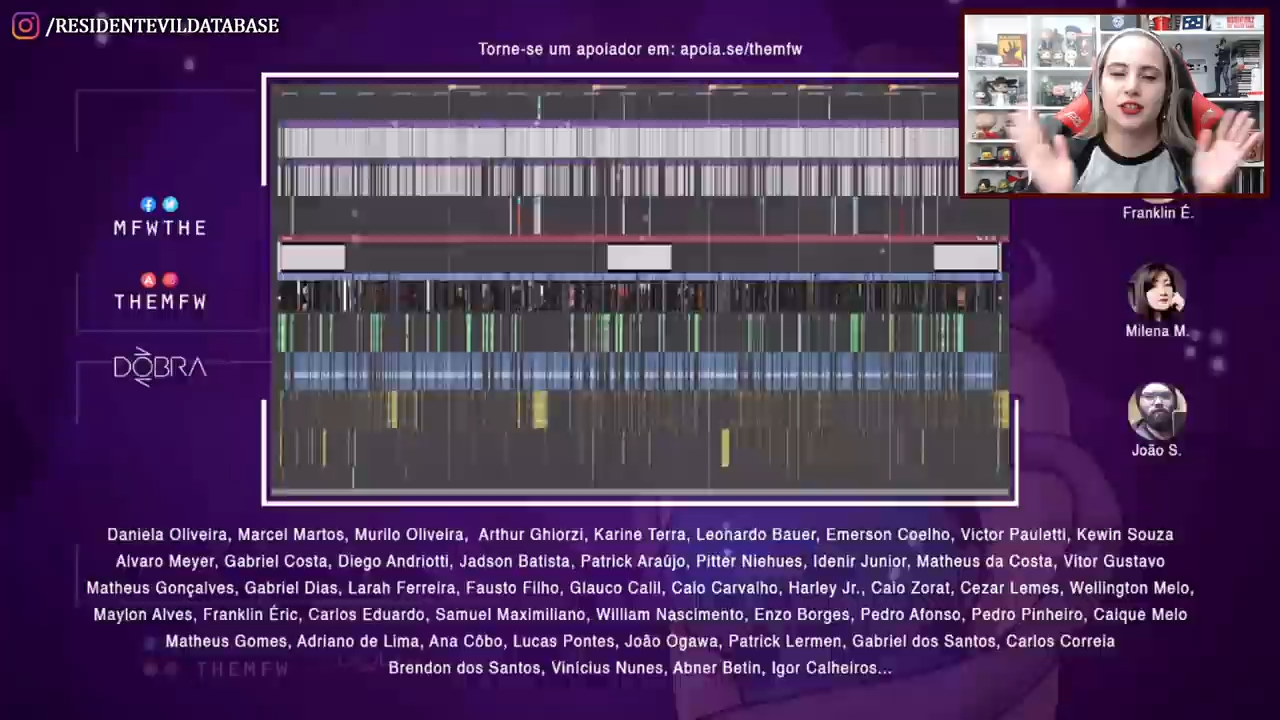 /RESIDENTEVILDATABASE
Torne-se um apoiador em: apoia.se/themfw
MFWTHE
THEMFW
DOBRA
Franklin É.
Milena M.
João S.
Daniela Oliveira, Marcel Martos, Murilo Oliveira, Arthur Ghiorzi, Karine Terra, Leonardo Bauer, Emerson Coelho, Victor Pauletti, Kewin Souza
Alvaro Meyer, Gabriel Costa, Diego Andriotti, Jadson Batista, Patrick Araújo, Pitter Niehues, Idenir Junior, Matheus da Costa, Vitor Gustavo
Matheus Gonçalves, Gabriel Dias, Larah Ferreira, Fausto Filho, Glauco Calil, Caio Carvalho, Harley Jr., Caio Zorat, Cezar Lemes, Wellington Melo,
Maylon Alves, Franklin Éric, Carlos Eduardo, Samuel Maximiliano, William Nascimento, Enzo Borges, Pedro Afonso, Pedro Pinheiro, Caique Melo
Matheus Gomes, Adriano de Lima, Ana Côbo, Lucas Pontes, João Ogawa, Patrick Lermen, Gabriel dos Santos, Carlos Correia
Brendon dos Santos, Vinícius Nunes, Abner Betin, Igor Calheiros...
THEMFW